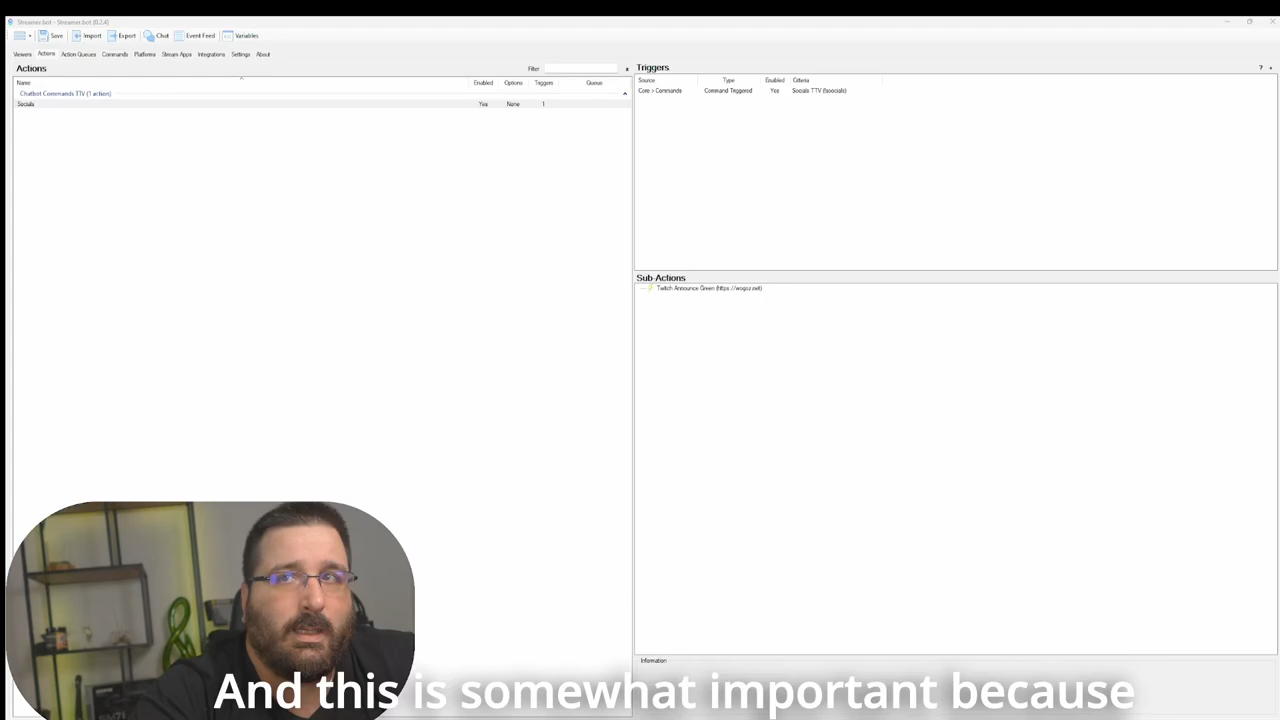 Streamer.bot - Streamer.bot (0.2.4)
Save Import Export Chat Event Feed Variables
Viewers Actions Action Queues Commands Platforms Stream Apps Integrations Settings About
Actions Filter
Name Enabled Options Triggers Queue
Chatbot Commands TTV (1 action)
Socials Yes None 1
Triggers
Source Type Enabled Criteria
Core > Commands Command Triggered Yes Socials TTV (!socials)
Sub-Actions
Twitch Announce Green (https://wogoz.net)
Information
And this is somewhat important because